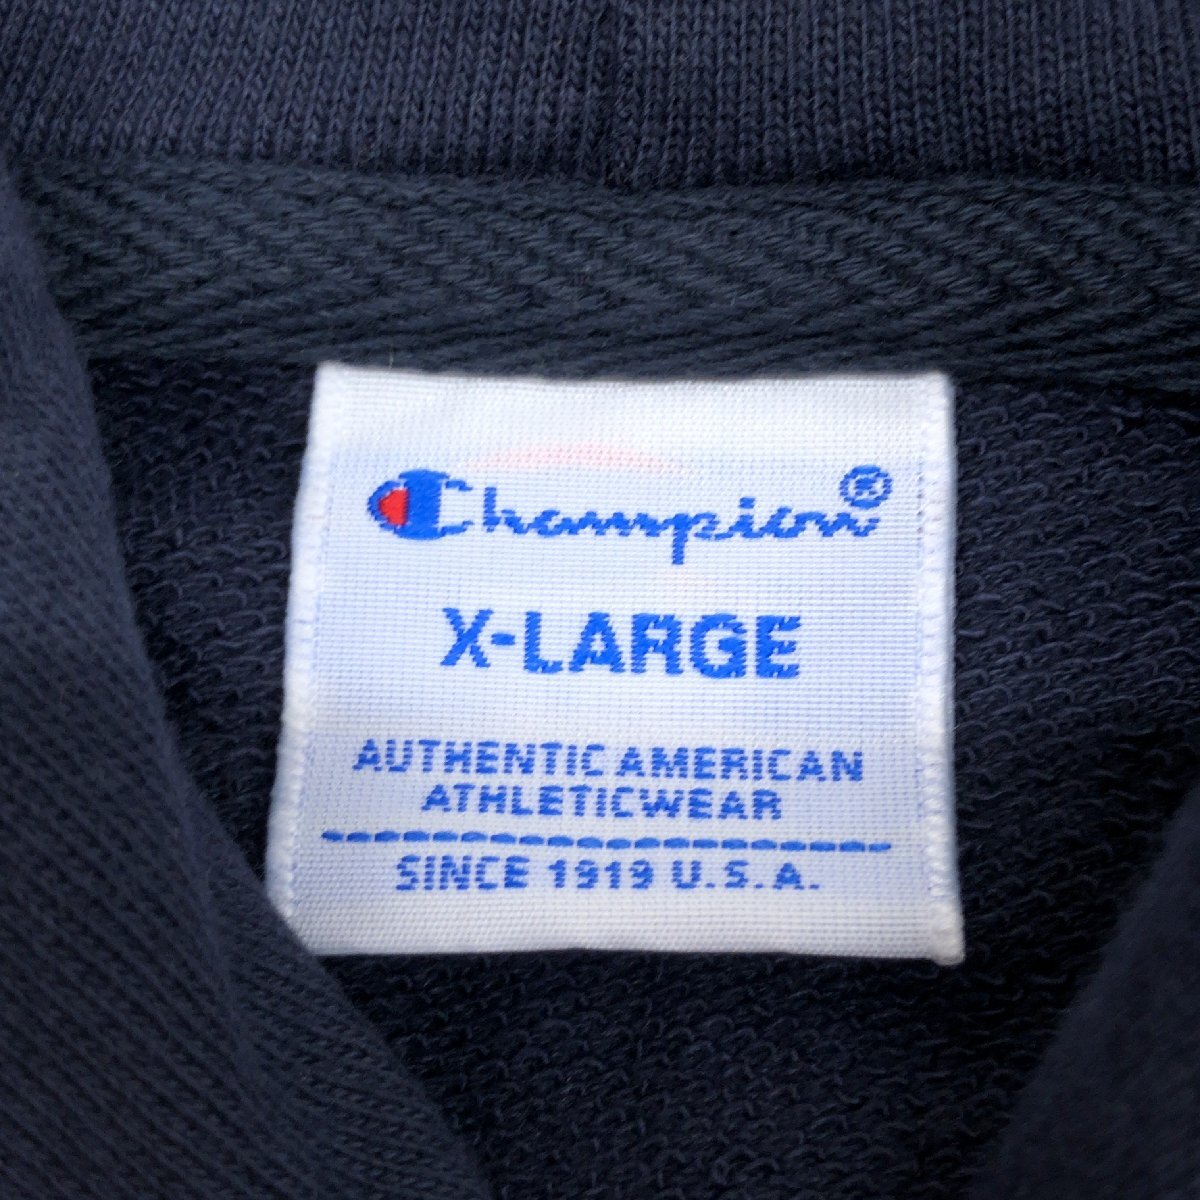 Champion®
X-LARGE
AUTHENTIC AMERICAN
ATHLETICWEAR
SINCE 1919 U.S.A.